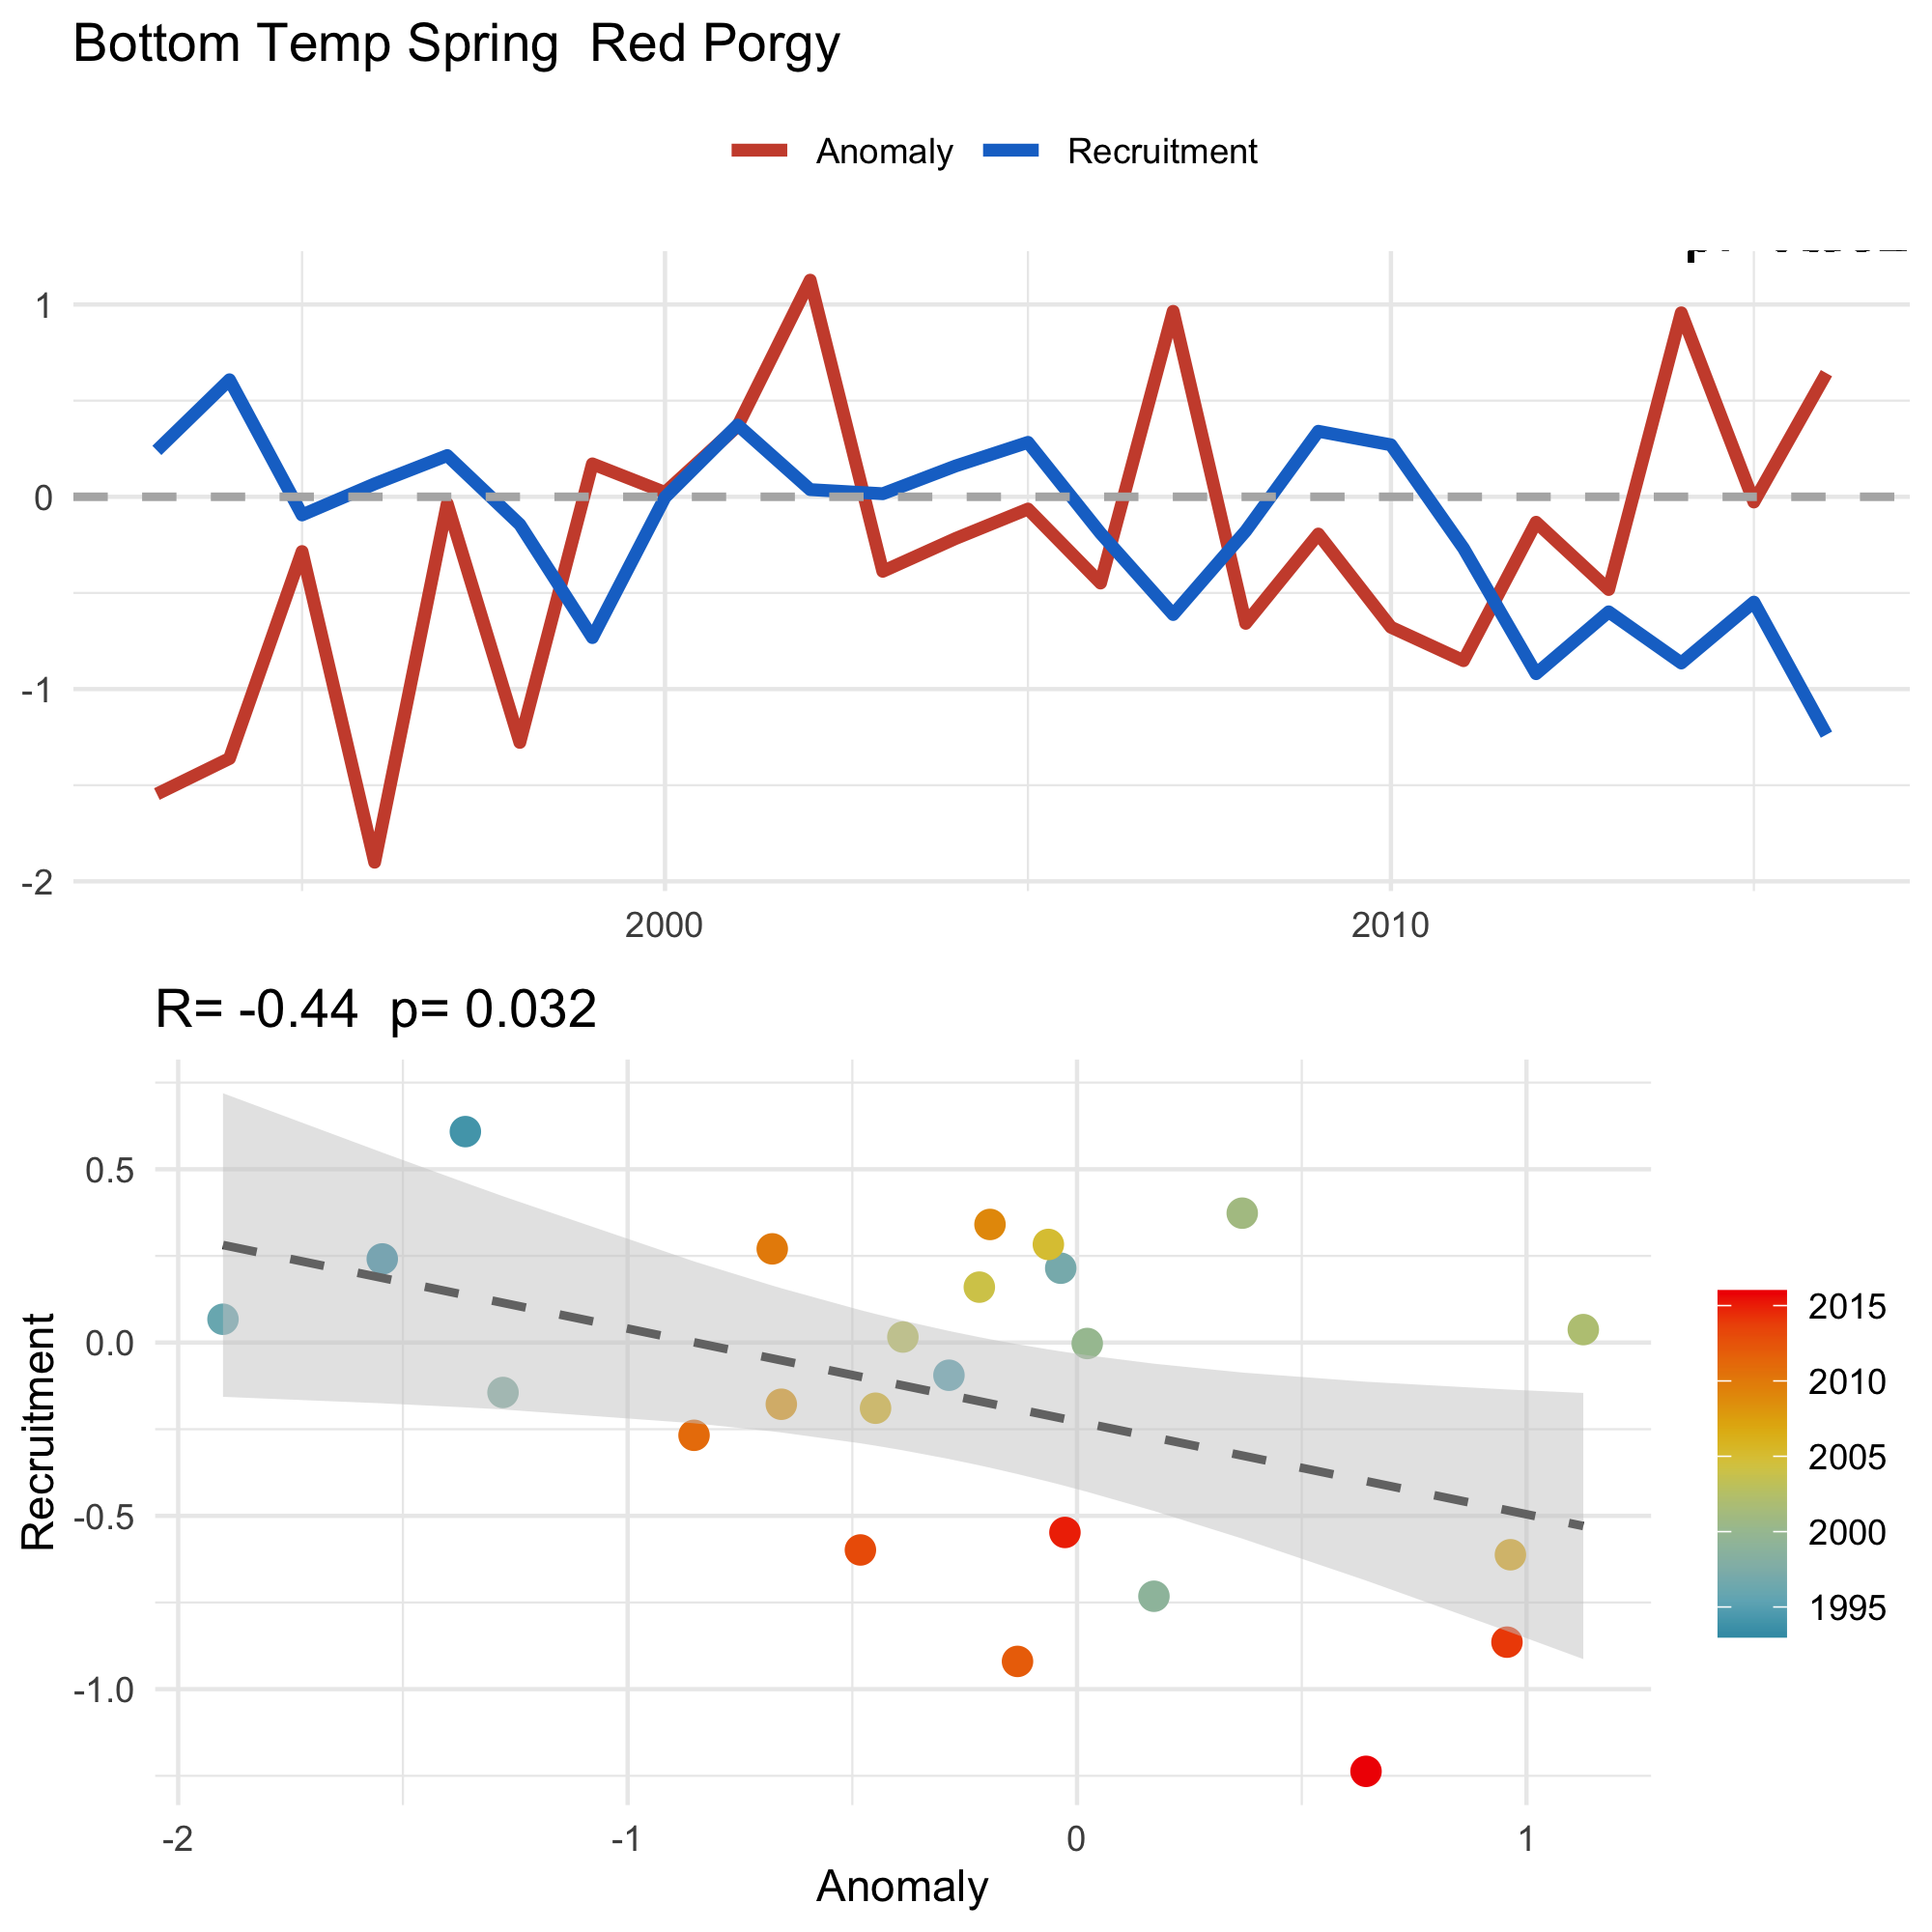 Bottom Temp Spring  Red Porgy
Anomaly Recruitment
1
0
-1
-2
2000 2010
R= -0.44  p= 0.032
Recruitment
0.5
0.0
-0.5
-1.0
-2 -1 0 1
Anomaly
2015
2010
2005
2000
1995